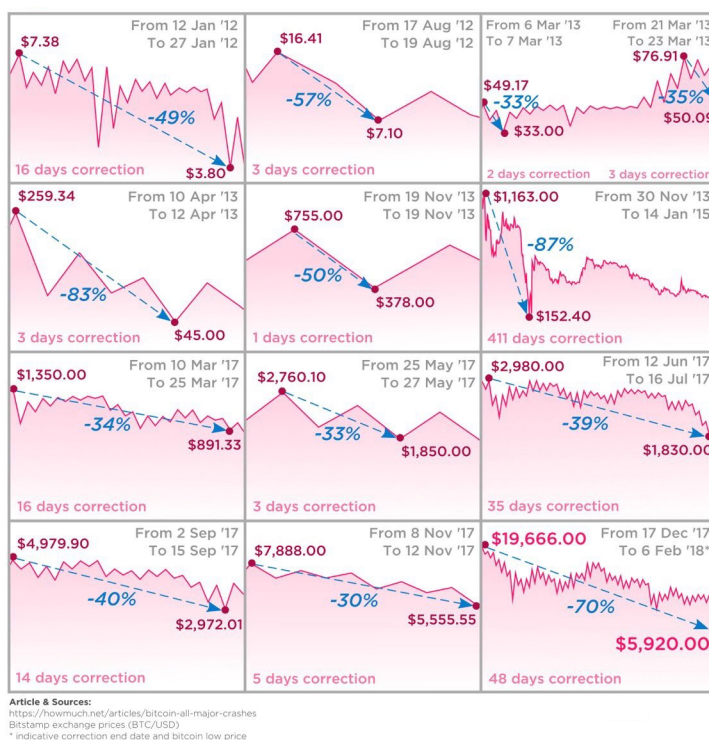 From 12 Jan '12
To 27 Jan '12
$7.38
-49%
$3.80
16 days correction
From 17 Aug '12
To 19 Aug '12
$16.41
-57%
$7.10
3 days correction
From 6 Mar '13
To 7 Mar '13
$49.17
-33%
$33.00
2 days correction
From 21 Mar '13
To 23 Mar '13
$76.91
-35%
$50.09
3 days correction
From 10 Apr '13
To 12 Apr '13
$259.34
-83%
$45.00
3 days correction
From 19 Nov '13
To 19 Nov '13
$755.00
-50%
$378.00
1 days correction
From 30 Nov '13
To 14 Jan '15
$1,163.00
-87%
$152.40
411 days correction
From 10 Mar '17
To 25 Mar '17
$1,350.00
-34%
$891.33
16 days correction
From 25 May '17
To 27 May '17
$2,760.10
-33%
$1,850.00
3 days correction
From 12 Jun '17
To 16 Jul '17
$2,980.00
-39%
$1,830.00
35 days correction
From 2 Sep '17
To 15 Sep '17
$4,979.90
-40%
$2,972.01
14 days correction
From 8 Nov '17
To 12 Nov '17
$7,888.00
-30%
$5,555.55
5 days correction
From 17 Dec '17
To 6 Feb '18*
$19,666.00
-70%
$5,920.00
48 days correction
Article & Sources:
https://howmuch.net/articles/bitcoin-all-major-crashes
Bitstamp exchange prices (BTC/USD)
* indicative correction end date and bitcoin low price